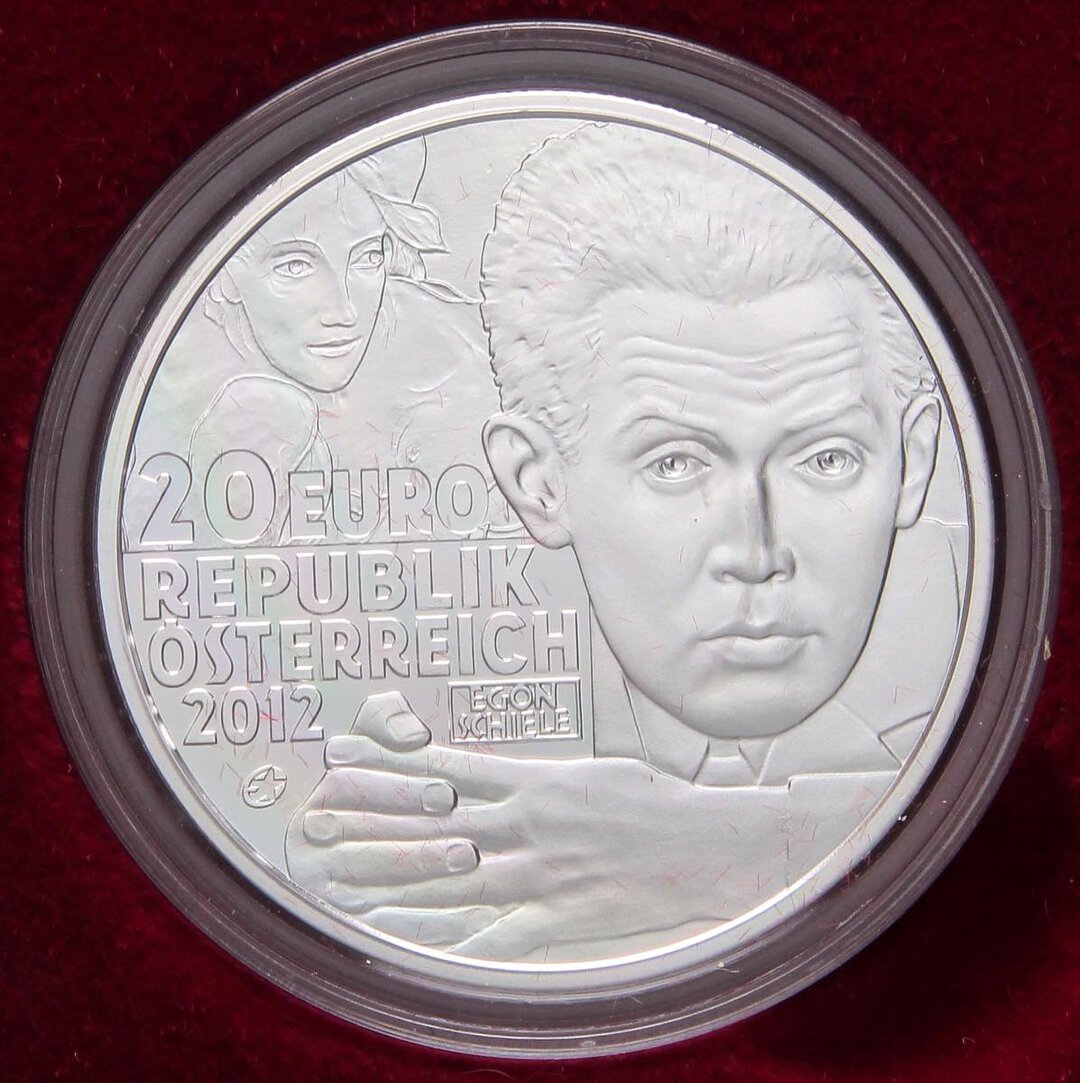 20 EURO
REPUBLIK
ÖSTERREICH
2012
EGON
SCHIELE